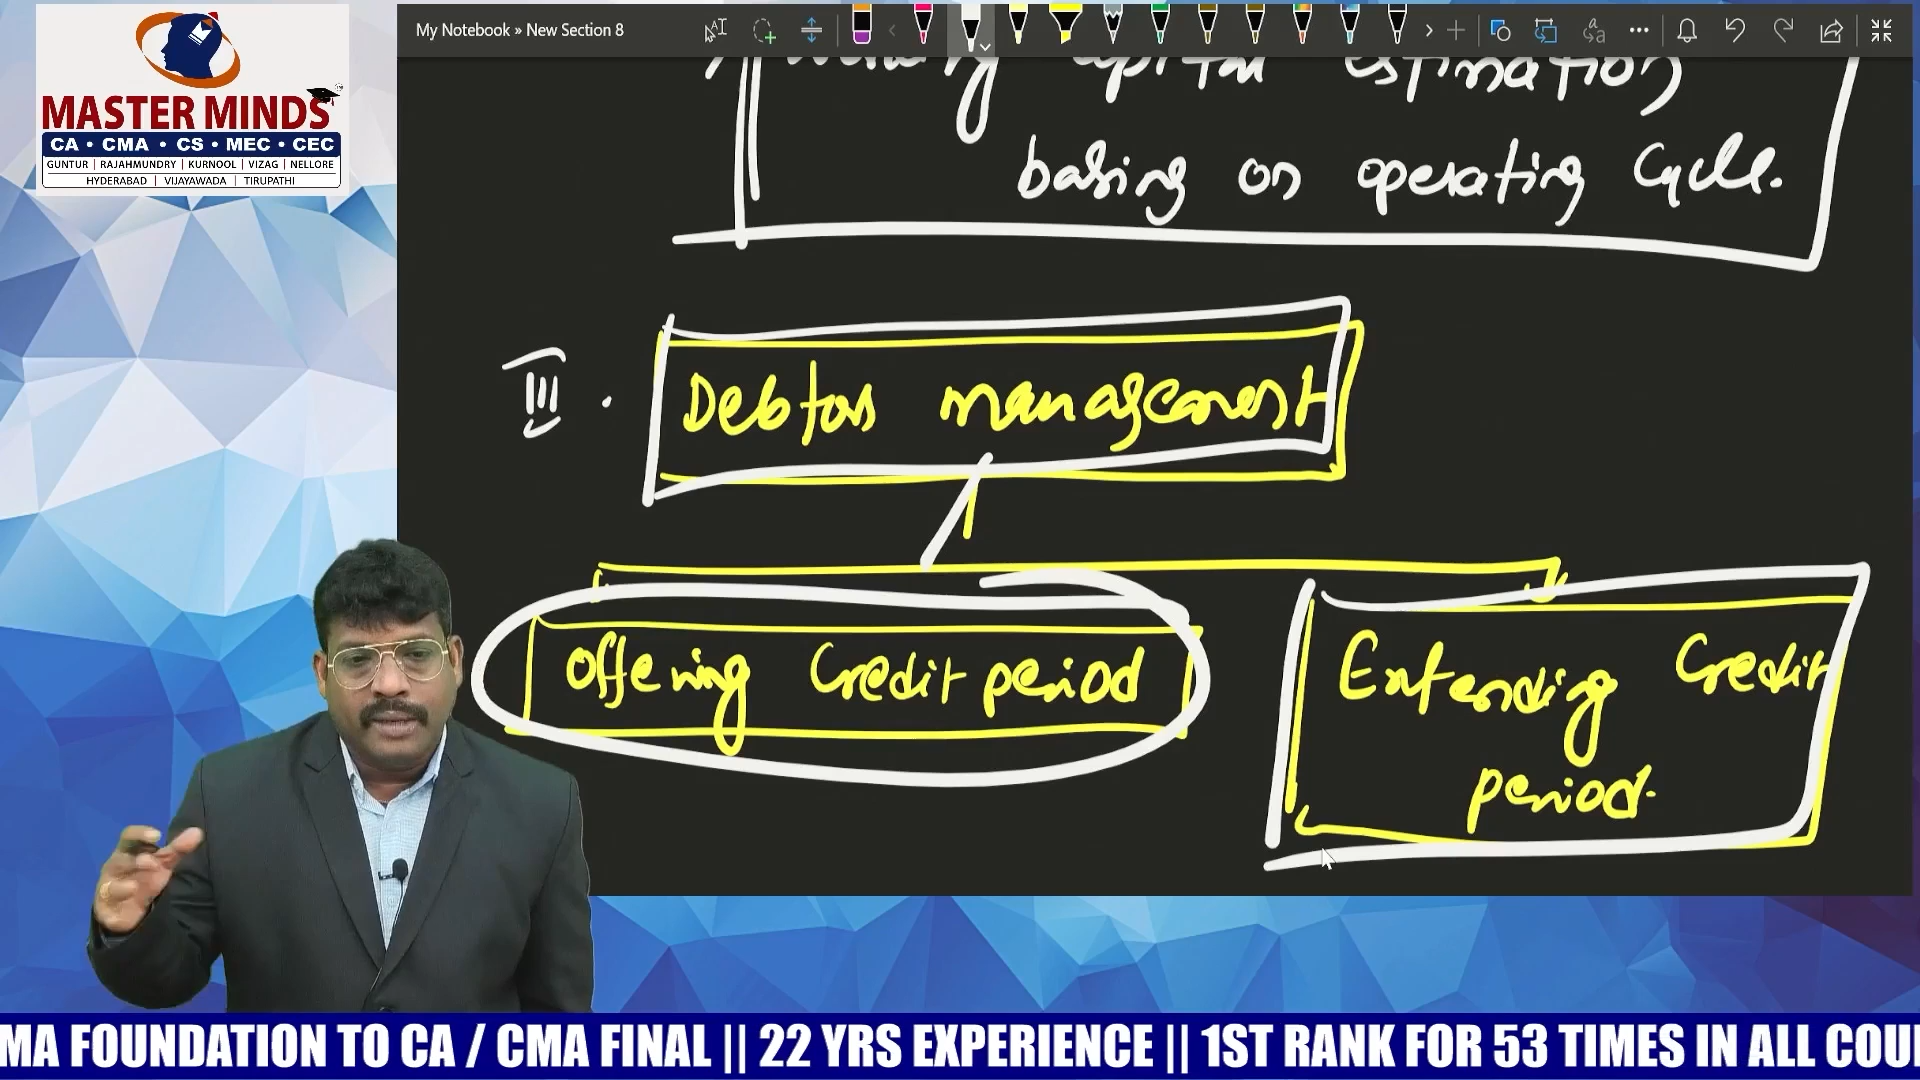 My Notebook » New Section 8
MASTER MINDS
CA • CMA • CS • MEC • CEC
GUNTUR | RAJAHMUNDRY | KURNOOL | VIZAG | NELLORE
HYDERABAD | VIJAYAWADA | TIRUPATHI
capital estimation
basing on operating cycle.
III. Debtors management
Offering Credit period
Extending Credit
period.
MA FOUNDATION TO CA / CMA FINAL || 22 YRS EXPERIENCE || 1ST RANK FOR 53 TIMES IN ALL COU